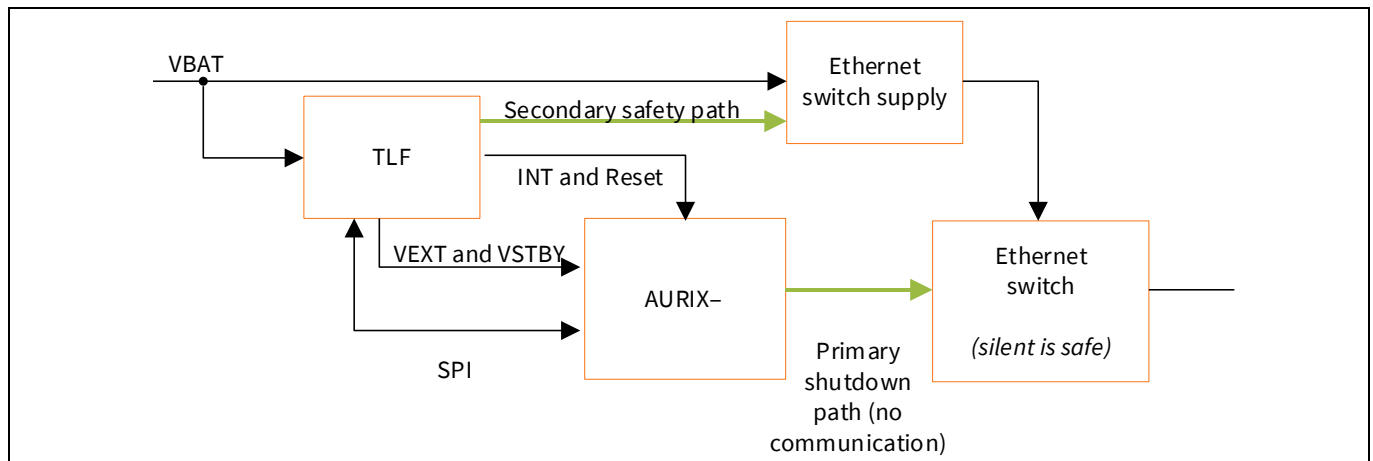 VBAT
Ethernet
switch supply
Secondary safety path
TLF
INT and Reset
VEXT and VSTBY
Ethernet
switch
AURIX–
(silent is safe)
SPI
Primary
shutdown
path (no
communication)